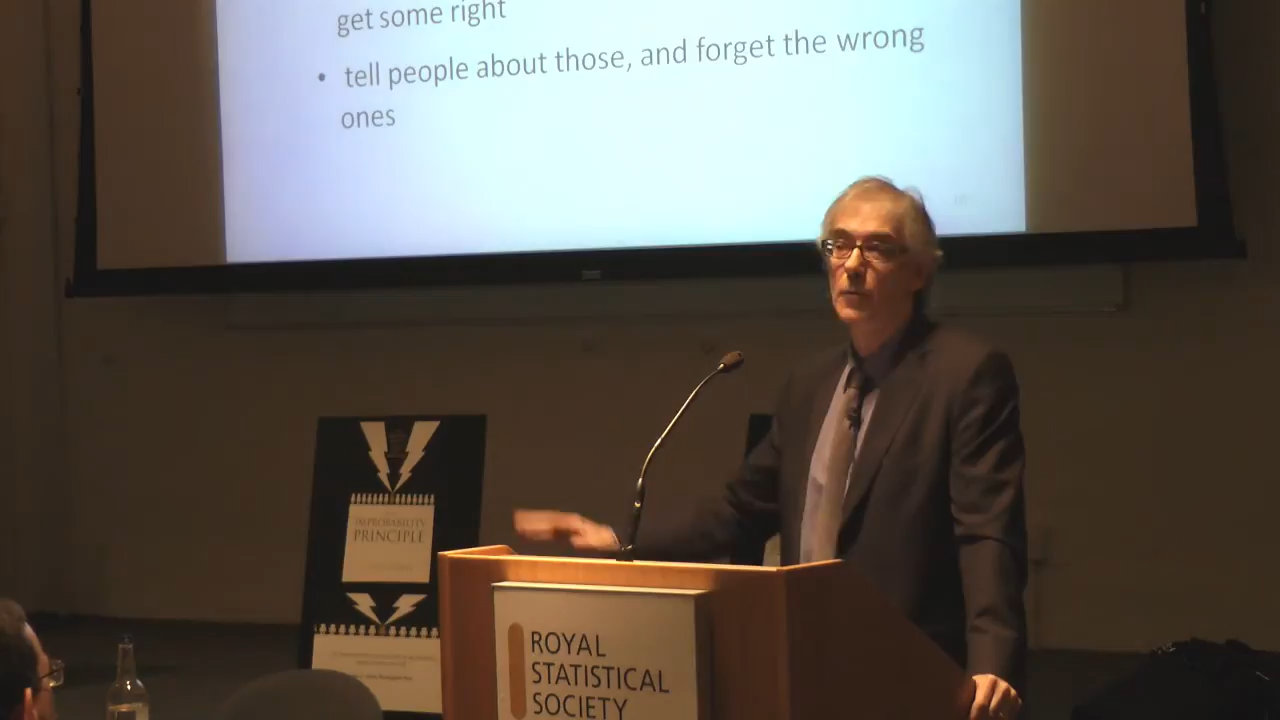 get some right
• tell people about those, and forget the wrong
ones
IMPROBABILITY
PRINCIPLE
ROYAL
STATISTICAL
SOCIETY